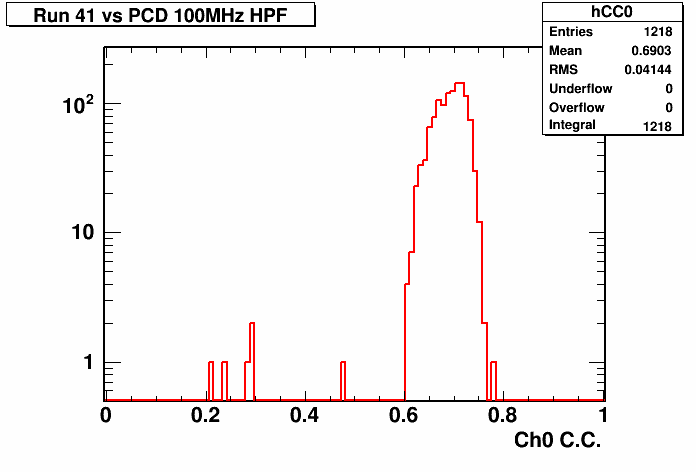 Run 41 vs PCD 100MHz HPF
hCC0
Entries 1218
Mean 0.6903
RMS 0.04144
Underflow 0
Overflow 0
Integral 1218
10²
10
1
0 0.2 0.4 0.6 0.8 1
Ch0 C.C.